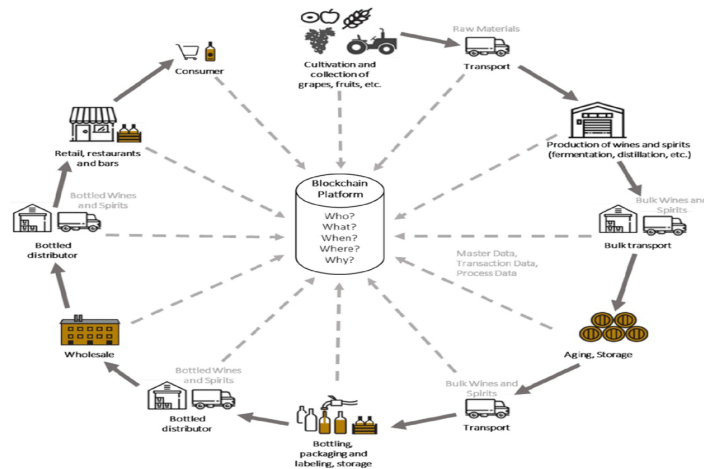 Consumer
Cultivation and
collection of
grapes, fruits, etc.
Raw Materials
Transport
Production of wines and spirits
(fermentation, distillation, etc.)
Bulk Wines and
Spirits
Bulk transport
Aging, Storage
Bulk Wines and
Spirits
Transport
Bottling,
packaging and
labeling, storage
Bottled Wines
and Spirits
Bottled
distributor
Wholesale
Bottled Wines
and Spirits
Bottled
distributor
Retail, restaurants
and bars
Blockchain
Platform
Who?
What?
When?
Where?
Why?
Master Data,
Transaction Data,
Process Data